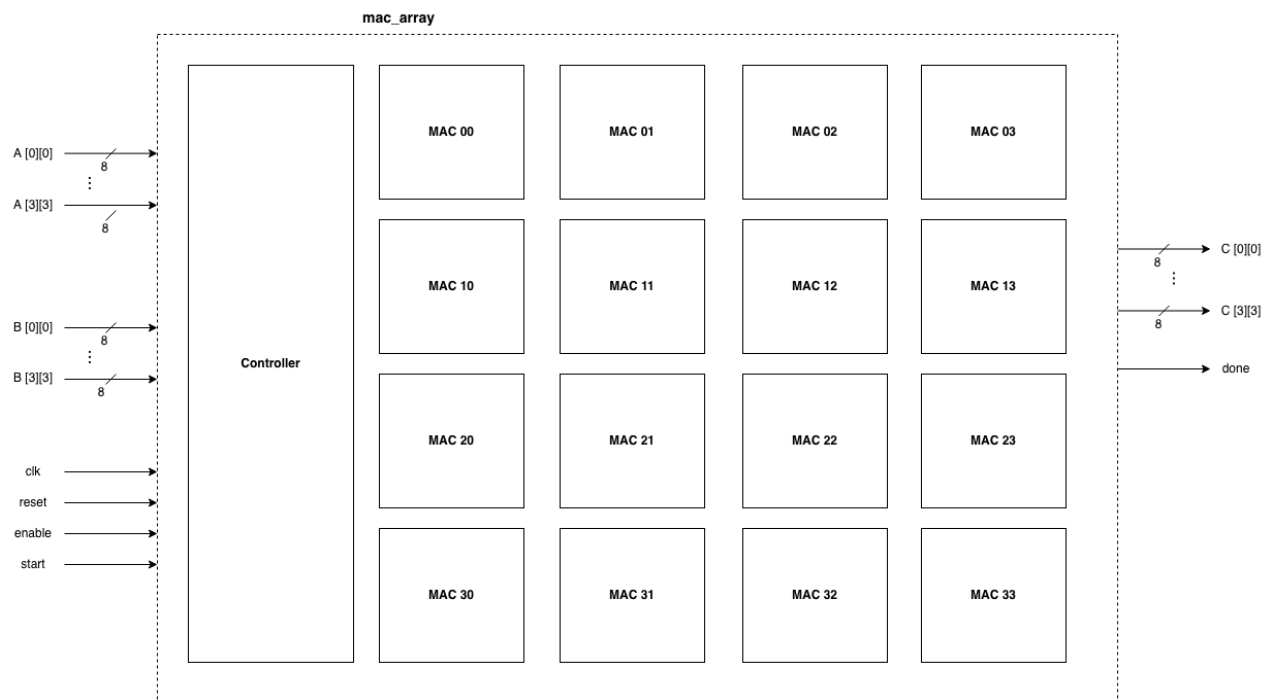 mac_array
A [0][0]
8
⋮
A [3][3]
8
B [0][0]
8
⋮
B [3][3]
8
clk
reset
enable
start
Controller
MAC 00
MAC 01
MAC 02
MAC 03
MAC 10
MAC 11
MAC 12
MAC 13
MAC 20
MAC 21
MAC 22
MAC 23
MAC 30
MAC 31
MAC 32
MAC 33
C [0][0]
8
⋮
C [3][3]
8
done